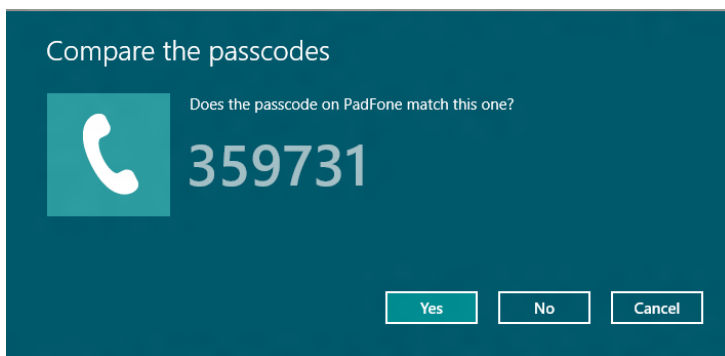 Compare the passcodes
Does the passcode on PadFone match this one?
359731
Yes No Cancel